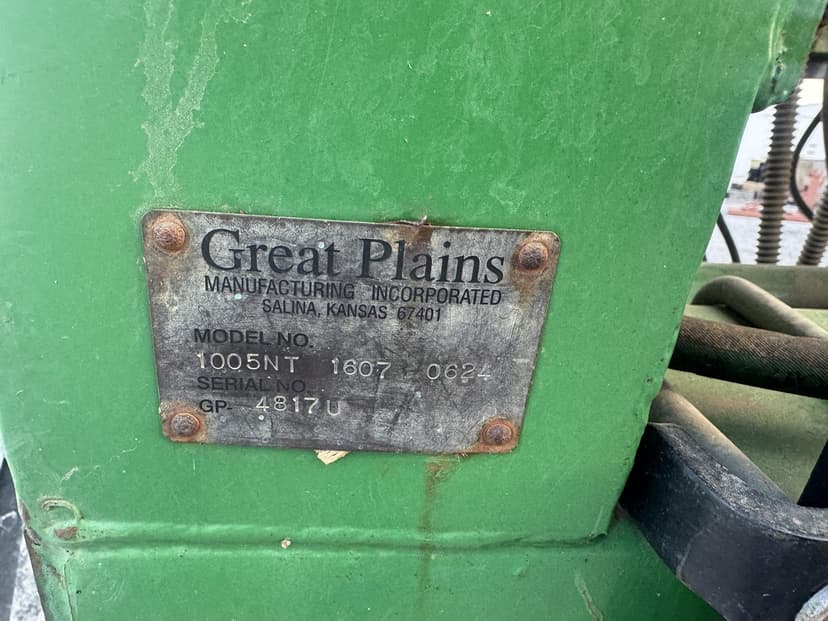 Great Plains
MANUFACTURING INCORPORATED
SALINA, KANSAS 67401
MODEL NO.
1005NT 1607 0624
SERIAL NO.
GP- 4817U